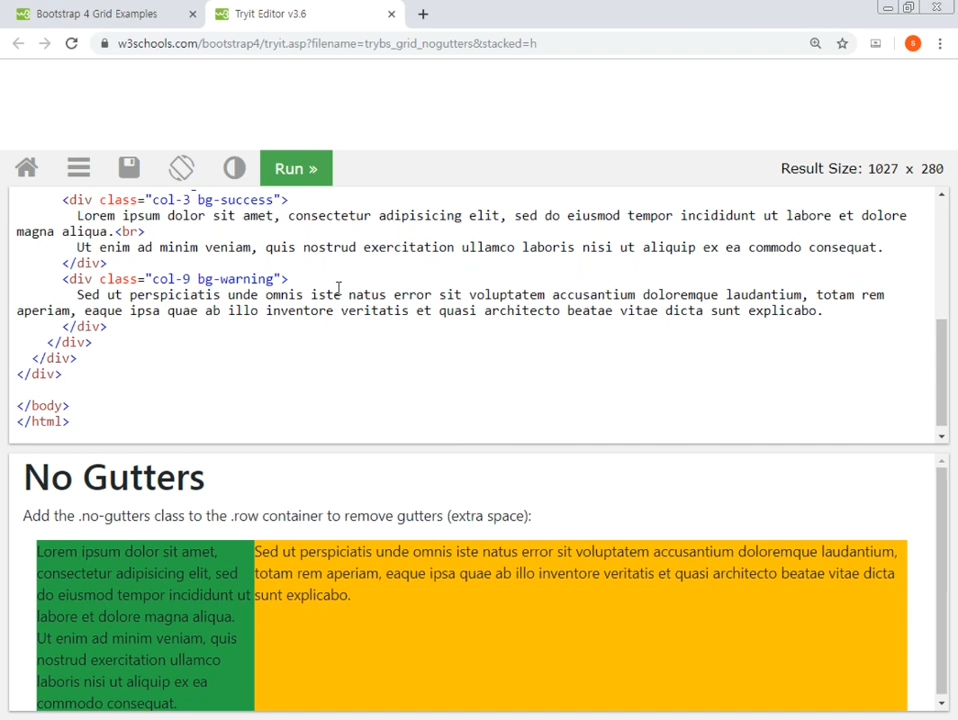 Bootstrap 4 Grid Examples
Tryit Editor v3.6
w3schools.com/bootstrap4/tryit.asp?filename=trybs_grid_nogutters&stacked=h
S
Run »
Result Size: 1027 x 280
<div class="col-3 bg-success">
Lorem ipsum dolor sit amet, consectetur adipisicing elit, sed do eiusmod tempor incididunt ut labore et dolore
magna aliqua.<br>
Ut enim ad minim veniam, quis nostrud exercitation ullamco laboris nisi ut aliquip ex ea commodo consequat.
</div>
<div class="col-9 bg-warning">
Sed ut perspiciatis unde omnis iste natus error sit voluptatem accusantium doloremque laudantium, totam rem
aperiam, eaque ipsa quae ab illo inventore veritatis et quasi architecto beatae vitae dicta sunt explicabo.
</div>
</div>
</div>
</div>
</body>
</html>
No Gutters
Add the .no-gutters class to the .row container to remove gutters (extra space):
Lorem ipsum dolor sit amet,
consectetur adipisicing elit, sed
do eiusmod tempor incididunt ut
labore et dolore magna aliqua.
Ut enim ad minim veniam, quis
nostrud exercitation ullamco
laboris nisi ut aliquip ex ea
commodo consequat.
Sed ut perspiciatis unde omnis iste natus error sit voluptatem accusantium doloremque laudantium,
totam rem aperiam, eaque ipsa quae ab illo inventore veritatis et quasi architecto beatae vitae dicta
sunt explicabo.